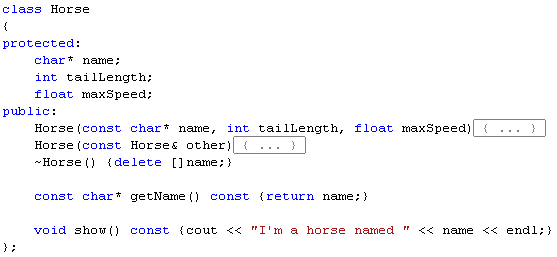 class Horse
{
protected:
    char* name;
    int tailLength;
    float maxSpeed;
public:
    Horse(const char* name, int tailLength, float maxSpeed){ ... }
    Horse(const Horse& other){ ... }
    ~Horse() {delete []name;}

    const char* getName() const {return name;}

    void show() const {cout << "I'm a horse named " << name << endl;}
};